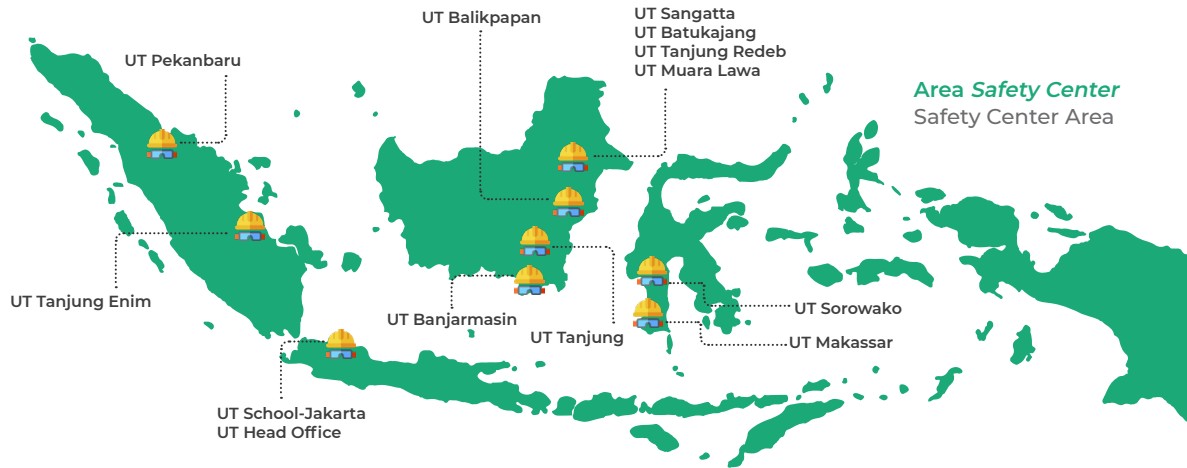 UT Balikpapan
UT Sangatta
UT Batukajang
UT Tanjung Redeb
UT Muara Lawa
UT Pekanbaru
Area Safety Center
Safety Center Area
UT Tanjung Enim
UT Banjarmasin
UT Tanjung
UT Sorowako
UT Makassar
UT School-Jakarta
UT Head Office